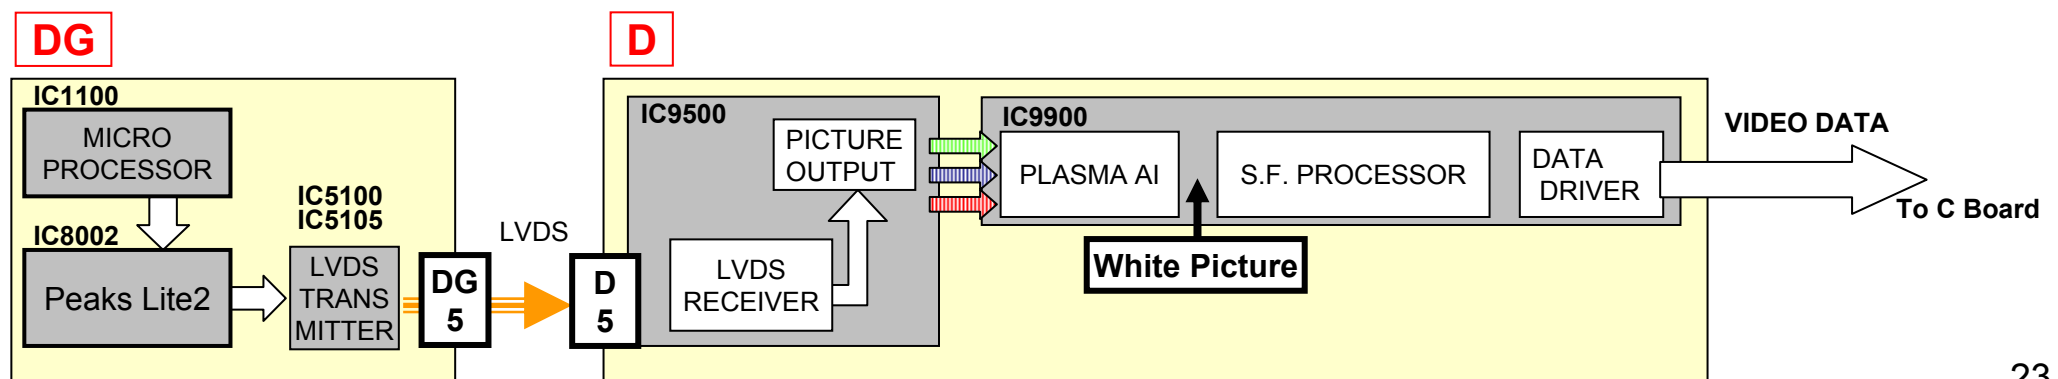 DG
D
IC1100
MICRO
PROCESSOR
IC8002
Peaks Lite2
IC5100
IC5105
LVDS
TRANS
MITTER
DG
5
LVDS
D
5
IC9500
PICTURE
OUTPUT
LVDS
RECEIVER
IC9900
PLASMA AI
S.F. PROCESSOR
DATA
DRIVER
White Picture
VIDEO DATA
To C Board
23